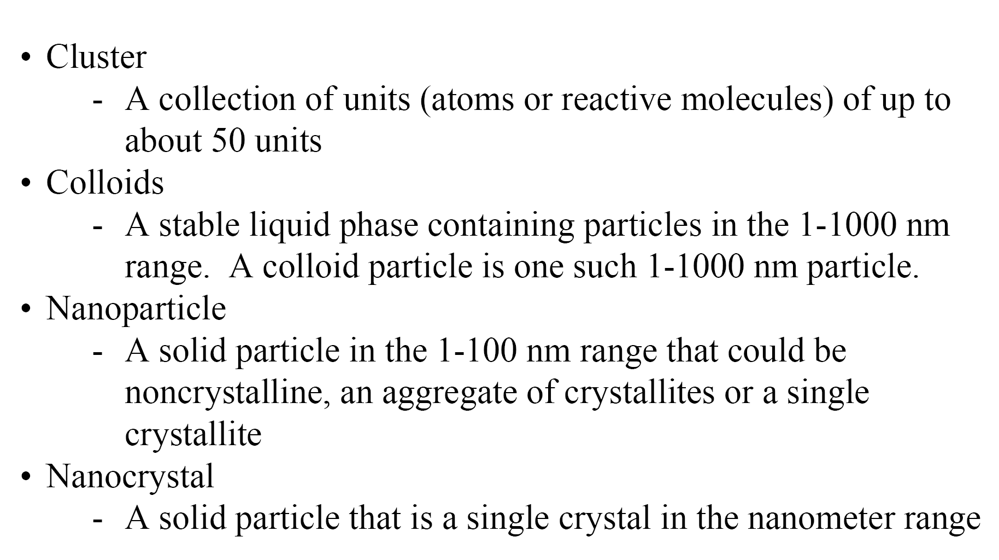 • Cluster
- A collection of units (atoms or reactive molecules) of up to
about 50 units
• Colloids
- A stable liquid phase containing particles in the 1-1000 nm
range.  A colloid particle is one such 1-1000 nm particle.
• Nanoparticle
- A solid particle in the 1-100 nm range that could be
noncrystalline, an aggregate of crystallites or a single
crystallite
• Nanocrystal
- A solid particle that is a single crystal in the nanometer range